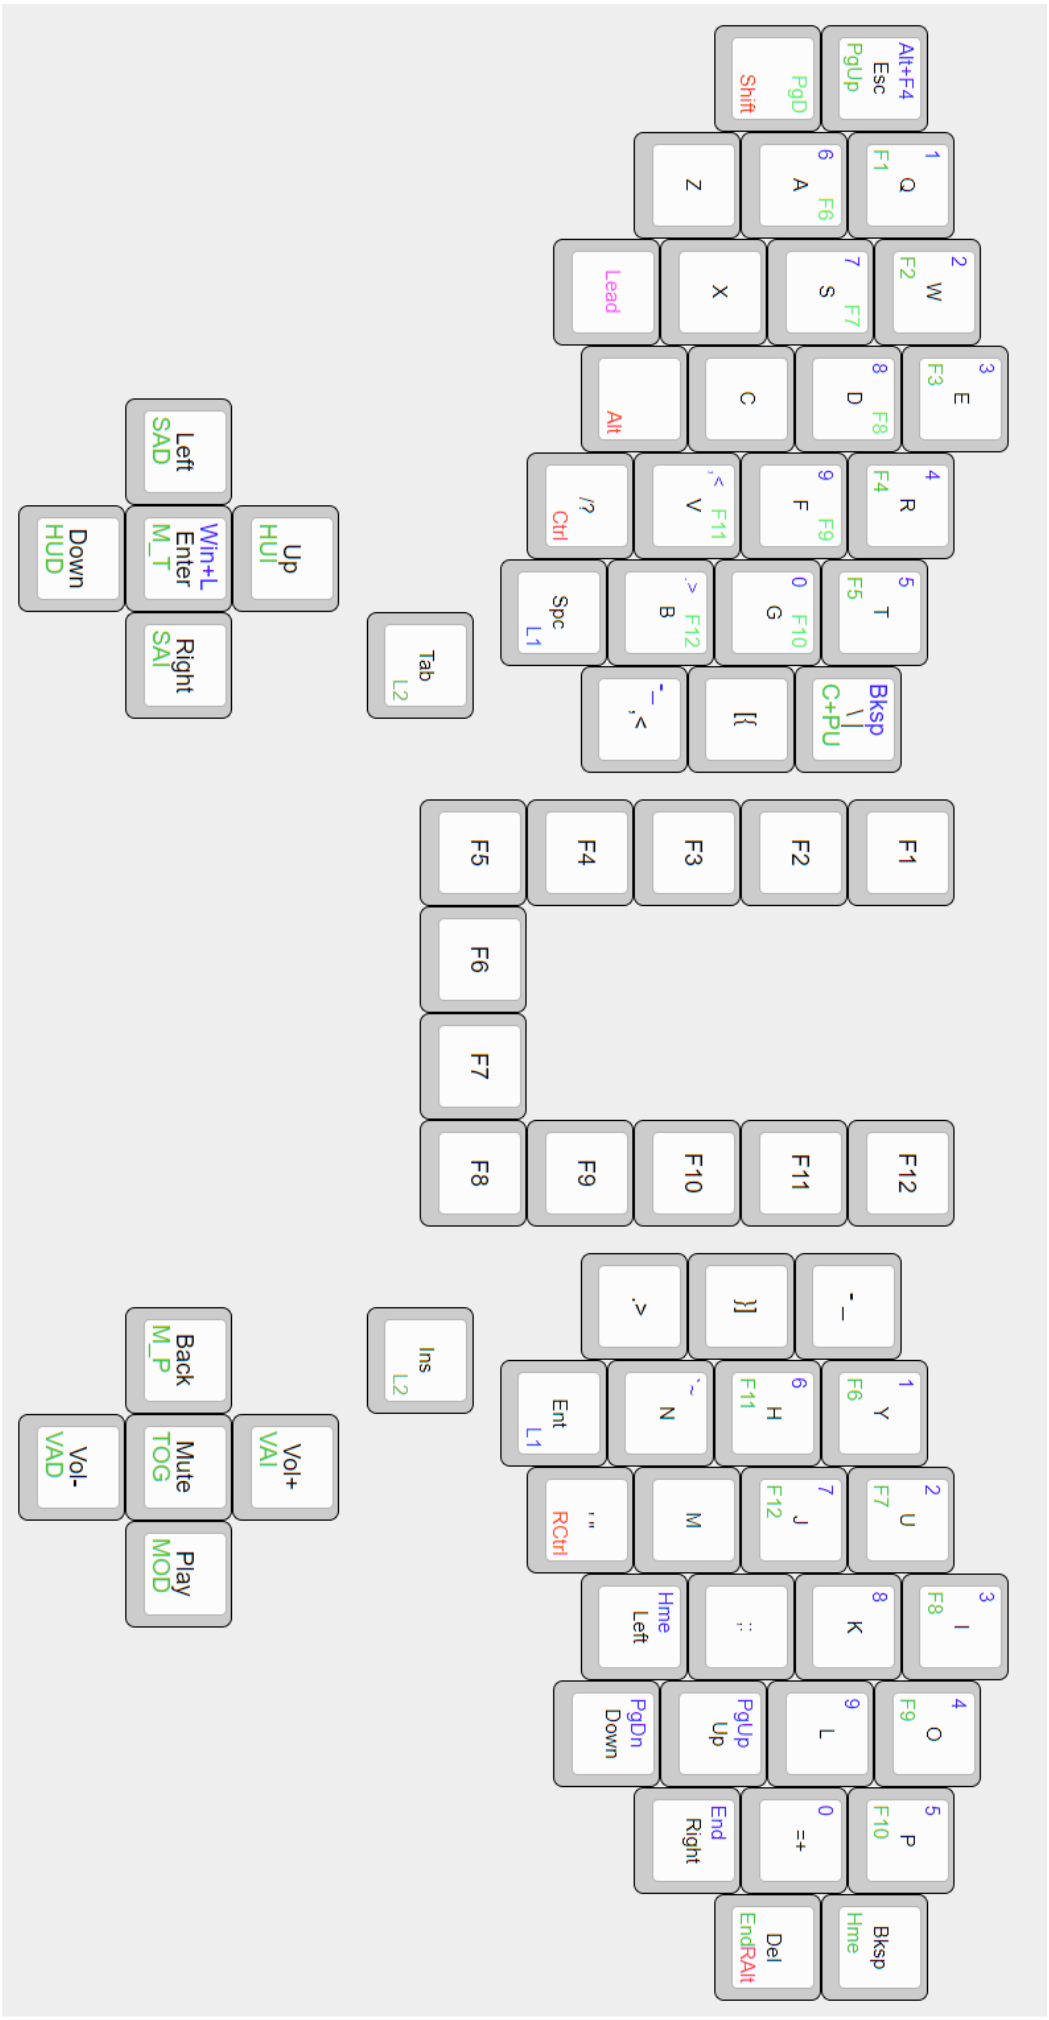 Alt+F4
Esc
PgUp
1
Q
F1
2
W
F2
3
E
F3
4
R
F4
5
T
F5
Bksp
\|
C+PU
F1
F12
- _
1
Y
F6
2
U
F7
3
I
F8
4
O
F9
5
P
F10
Bksp
Hme
PgD
Shift
6 F6
A
7 F7
S
8 F8
D
9 F9
F
0 F10
G
[{
F2
F11
}]
6
H
F11
7
J
F12
8
K
9
L
0
=+
Del
EndRAlt
Z
X
C
,< F11
V
.> F12
B
- _
,<
F3
F10
.>
`~
N
M
;:
PgUp
Up
End
Right
Lead
Alt
/?
Ctrl
Spc
L1
F4
F9
Ent
L1
' "
RCtrl
Hme
Left
PgDn
Down
F5
F6
F7
F8
Tab
L2
Ins
L2
Up
HUI
Vol+
VAI
Left
SAD
Win+L
Enter
M_T
Right
SAI
Back
M_P
Mute
TOG
Play
MOD
Down
HUD
Vol-
VAD